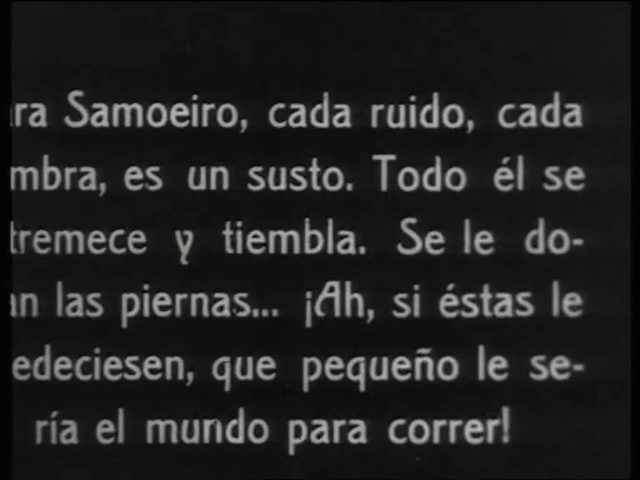 ra Samoeiro, cada ruido, cada
mbra, es un susto. Todo él se
tremece y tiembla. Se le do-
an las piernas... ¡Ah, si éstas le
edeciesen, que pequeño le se-
ría el mundo para correr!